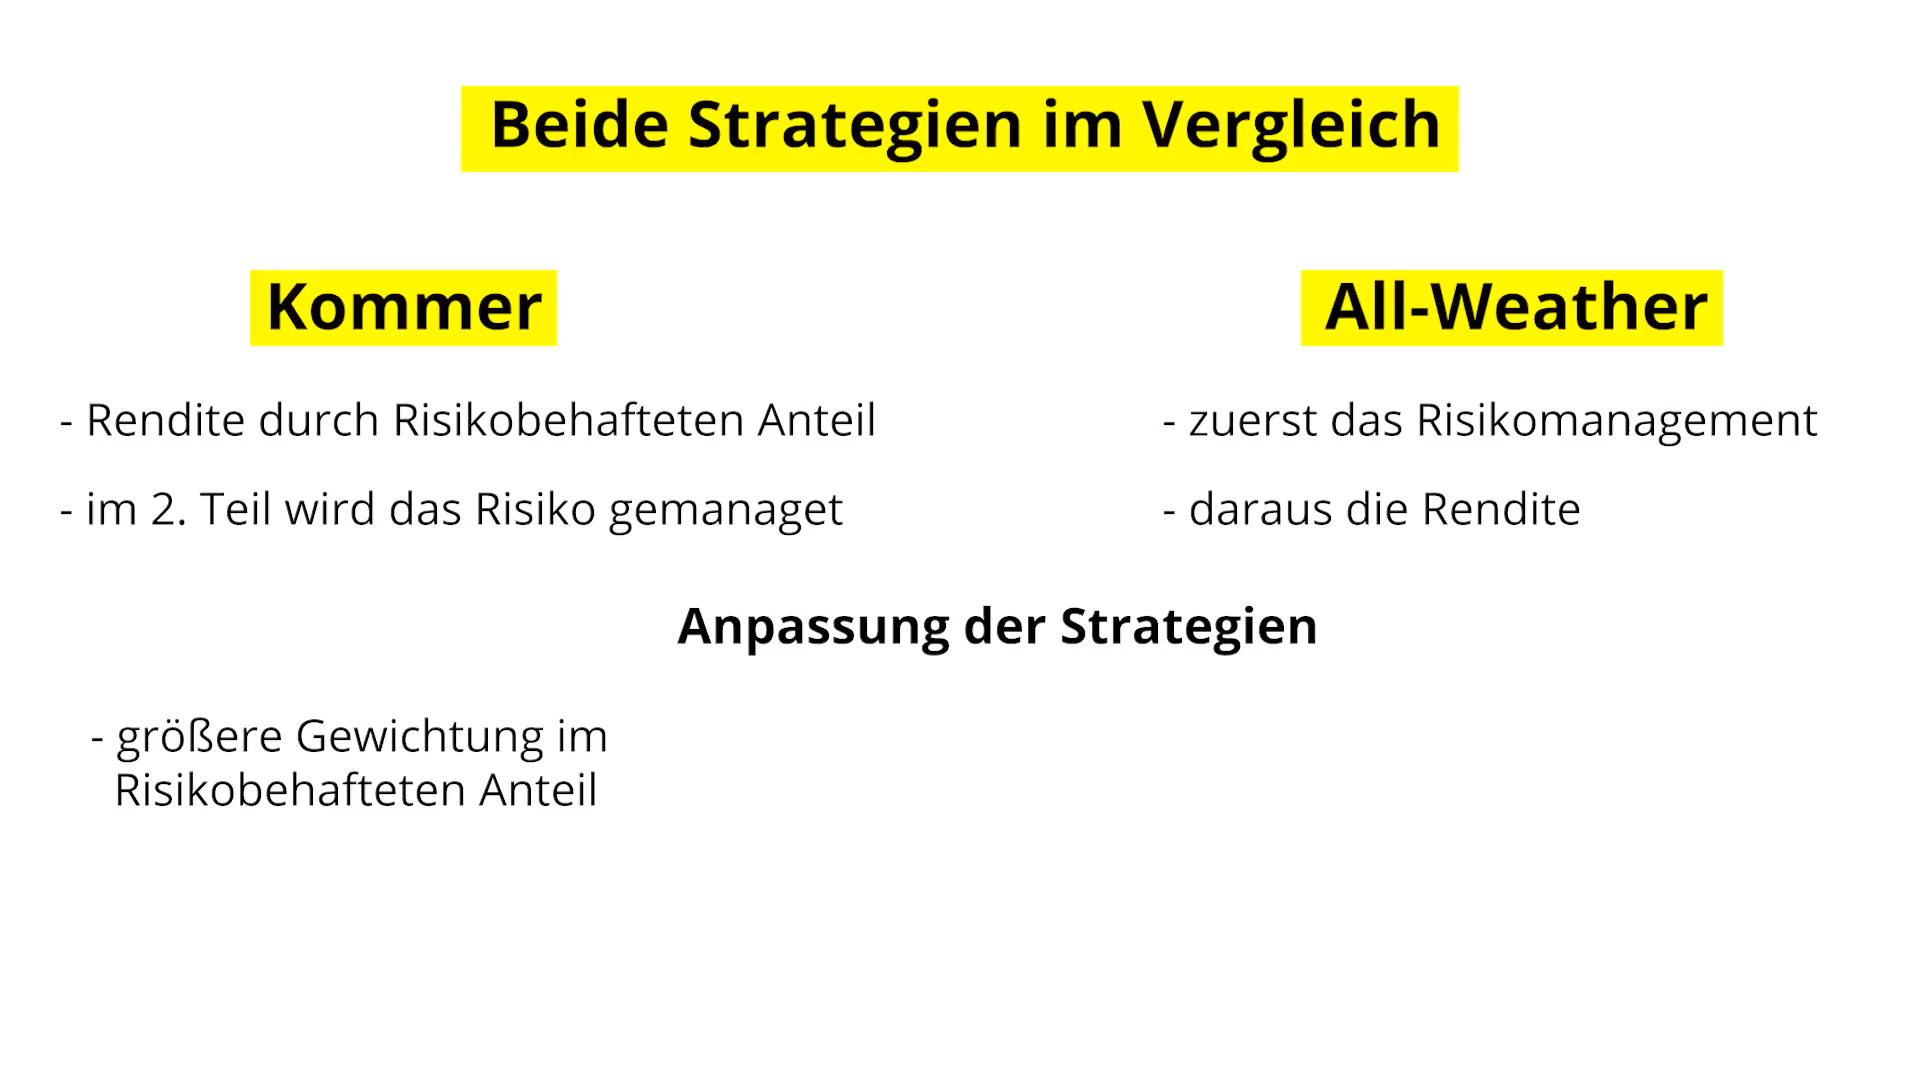 Beide Strategien im Vergleich
Kommer
- Rendite durch Risikobehafteten Anteil
- im 2. Teil wird das Risiko gemanaget
All-Weather
- zuerst das Risikomanagement
- daraus die Rendite
Anpassung der Strategien
- größere Gewichtung im
Risikobehafteten Anteil